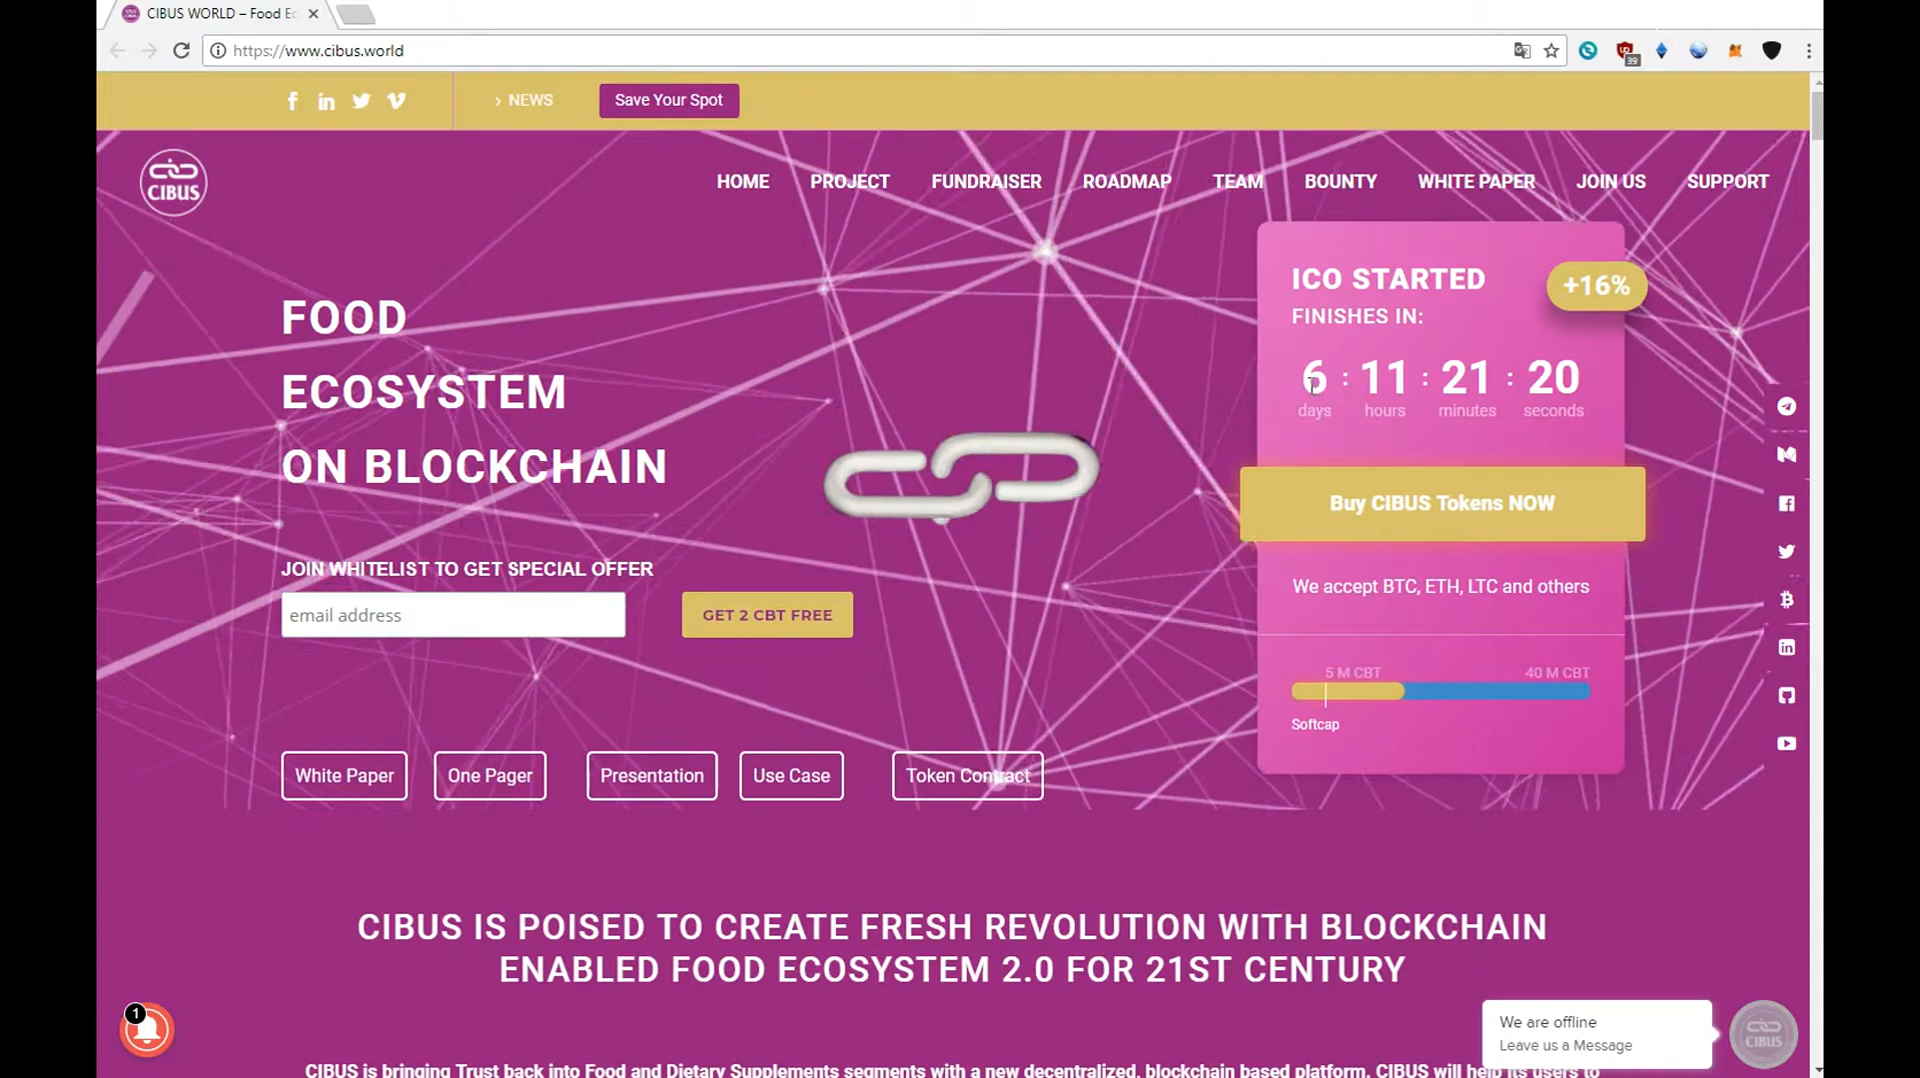 CIBUS WORLD – Food Ec
https://www.cibus.world
39
NEWS
Save Your Spot
CIBUS
HOME
PROJECT
FUNDRAISER
ROADMAP
TEAM
BOUNTY
WHITE PAPER
JOIN US
SUPPORT
FOOD
ECOSYSTEM
ON BLOCKCHAIN
JOIN WHITELIST TO GET SPECIAL OFFER
email address
GET 2 CBT FREE
White Paper
One Pager
Presentation
Use Case
Token Contract
ICO STARTED
+16%
FINISHES IN:
6 : 11 : 21 : 20
days hours minutes seconds
Buy CIBUS Tokens NOW
We accept BTC, ETH, LTC and others
5 M CBT
40 M CBT
Softcap
CIBUS IS POISED TO CREATE FRESH REVOLUTION WITH BLOCKCHAIN
ENABLED FOOD ECOSYSTEM 2.0 FOR 21ST CENTURY
1
We are offline
Leave us a Message
CIBUS
CIBUS is bringing Trust back into Food and Dietary Supplements segments with a new decentralized, blockchain based platform. CIBUS will help its users to